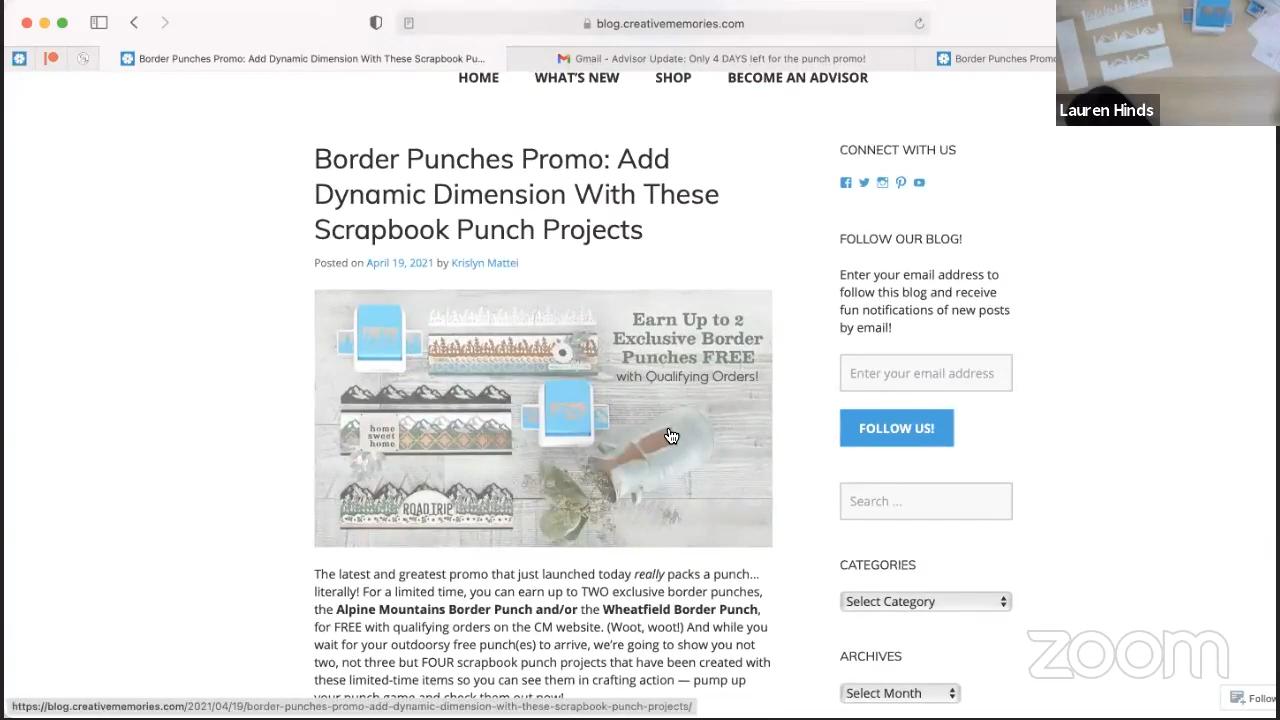 blog.creativememories.com
Border Punches Promo: Add Dynamic Dimension With These Scrapbook Pu...
Gmail - Advisor Update: Only 4 DAYS left for the punch promo!
Border Punches Promo
Lauren Hinds
HOME
WHAT'S NEW
SHOP
BECOME AN ADVISOR
Border Punches Promo: Add
Dynamic Dimension With These
Scrapbook Punch Projects
Posted on April 19, 2021 by Krislyn Mattei
Earn Up to 2
Exclusive Border
Punches FREE
with Qualifying Orders!
home
sweet
home
ROAD TRIP
The latest and greatest promo that just launched today really packs a punch...
literally! For a limited time, you can earn up to TWO exclusive border punches,
the Alpine Mountains Border Punch and/or the Wheatfield Border Punch,
for FREE with qualifying orders on the CM website. (Woot, woot!) And while you
wait for your outdoorsy free punch(es) to arrive, we're going to show you not
two, not three but FOUR scrapbook punch projects that have been created with
these limited-time items so you can see them in crafting action — pump up
your punch game and check them out now!
CONNECT WITH US
FOLLOW OUR BLOG!
Enter your email address to
follow this blog and receive
fun notifications of new posts
by email!
Enter your email address
FOLLOW US!
Search ...
CATEGORIES
Select Category
ARCHIVES
Select Month
zoom
Follow
https://blog.creativememories.com/2021/04/19/border-punches-promo-add-dynamic-dimension-with-these-scrapbook-punch-projects/